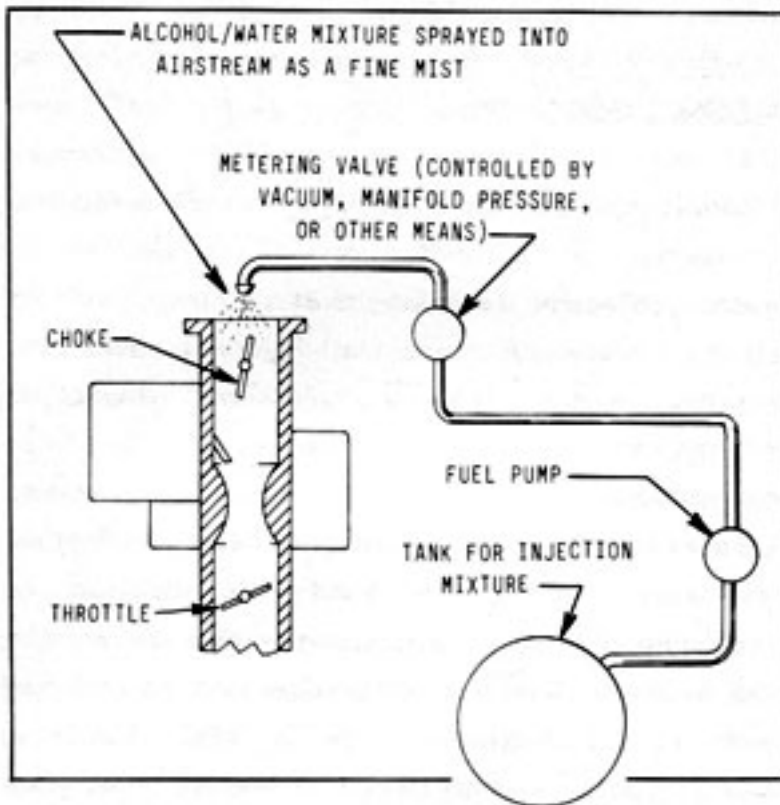 ALCOHOL/WATER MIXTURE SPRAYED INTO
AIRSTREAM AS A FINE MIST
METERING VALVE (CONTROLLED BY
VACUUM, MANIFOLD PRESSURE,
OR OTHER MEANS)
CHOKE
FUEL PUMP
TANK FOR INJECTION
MIXTURE
THROTTLE